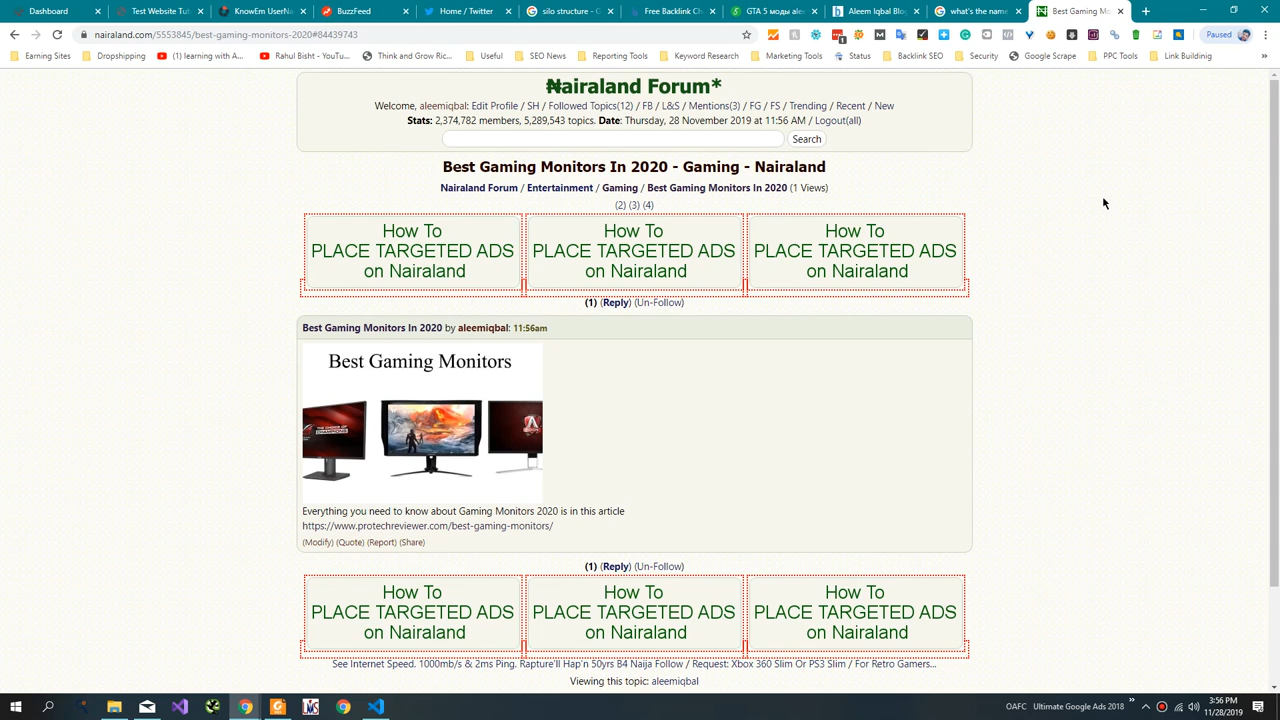 Dashboard
Test Website Tut
KnowEm UserNa
BuzzFeed
Home / Twitter
silo structure - G
Free Backlink Ch
GTA 5 моды alee
Aleem Iqbal Blog
what's the name
Best Gaming Mo
nairaland.com/5553845/best-gaming-monitors-2020#84439743
Paused
Earning Sites
Dropshipping
(1) learning with A...
Rahul Bisht - YouTu...
Think and Grow Ric...
Useful
SEO News
Reporting Tools
Keyword Research
Marketing Tools
Status
Backlink SEO
Security
Google Scrape
PPC Tools
Link Building
»
₦airaland Forum*
Welcome, aleemiqbal: Edit Profile / SH / Followed Topics(12) / FB / L&S / Mentions(3) / FG / FS / Trending / Recent / New
Stats: 2,374,782 members, 5,289,543 topics. Date: Thursday, 28 November 2019 at 11:56 AM / Logout(all)
Search
Best Gaming Monitors In 2020 - Gaming - Nairaland
Nairaland Forum / Entertainment / Gaming / Best Gaming Monitors In 2020 (1 Views)
(2) (3) (4)
How To PLACE TARGETED ADS on Nairaland
How To PLACE TARGETED ADS on Nairaland
How To PLACE TARGETED ADS on Nairaland
(1) (Reply) (Un-Follow)
Best Gaming Monitors In 2020 by aleemiqbal: 11:56am
Best Gaming Monitors
Everything you need to know about Gaming Monitors 2020 is in this article
https://www.protechreviewer.com/best-gaming-monitors/
(Modify) (Quote) (Report) (Share)
(1) (Reply) (Un-Follow)
How To PLACE TARGETED ADS on Nairaland
How To PLACE TARGETED ADS on Nairaland
How To PLACE TARGETED ADS on Nairaland
See Internet Speed. 1000mb/s & 2ms Ping. Rapture'll Hap'n 50yrs B4 Naija Follow / Request: Xbox 360 Slim Or PS3 Slim / For Retro Gamers...
Viewing this topic: aleemiqbal
OAFC
Ultimate Google Ads 2018
»
3:56 PM
11/28/2019